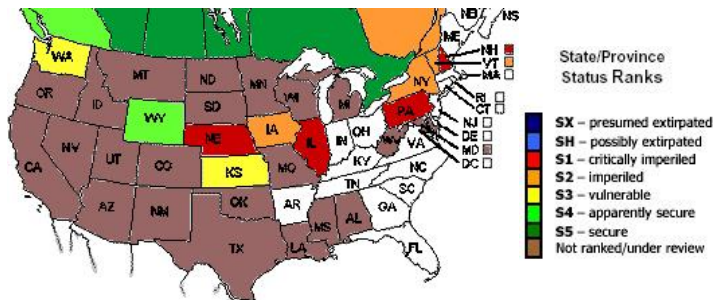 NB
NS
ME
WA
NH
VT
MA
MT
ND
MN
OR
ID
SD
WI
MI
NY
RI
CT
WY
IA
PA
NJ
NE
IL
IN
OH
DE
MD
NV
UT
CO
KS
MO
WV
VA
DC
KY
CA
NC
TN
AZ
NM
OK
AR
SC
MS
AL
GA
TX
LA
FL
State/Province
Status Ranks
SX – presumed extirpated
SH – possibly extirpated
S1 – critically imperiled
S2 – imperiled
S3 – vulnerable
S4 – apparently secure
S5 – secure
Not ranked/under review